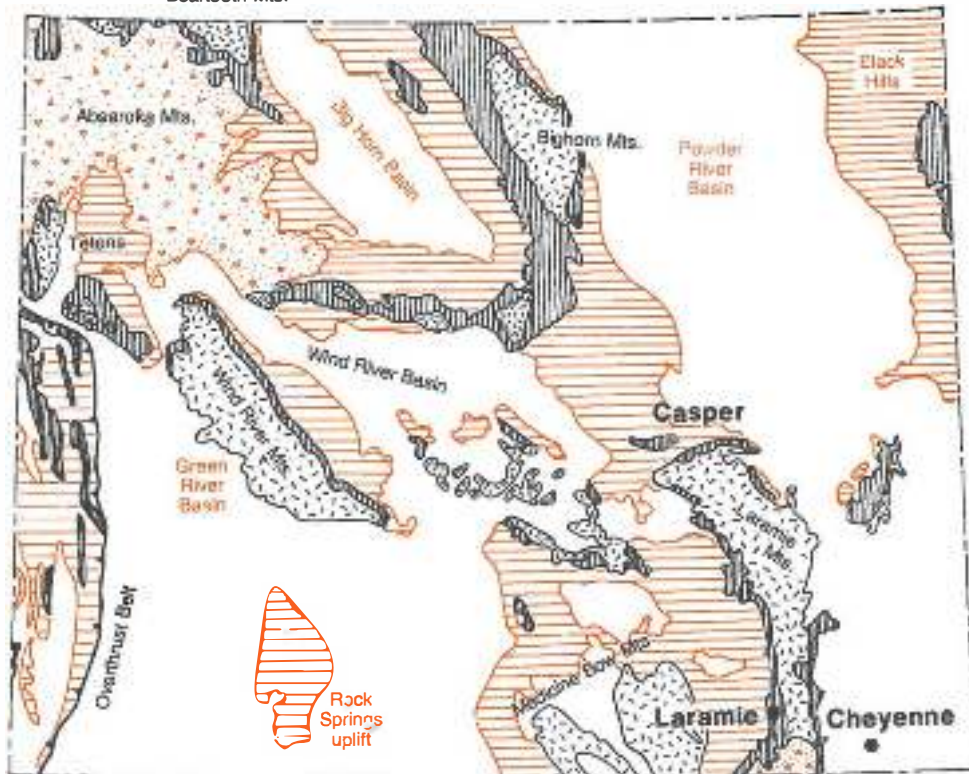 Absaroka Mts.
Big Horn Basin
Bighorn Mts.
Black
Hills
Powder
River
Basin
Tetons
Wind River Basin
Wind River Mts.
Casper
Green
River
Basin
Laramie
Mts.
Overthrust Belt
Medicine Bow Mts.
Rock
Springs
uplift
Laramie
Cheyenne